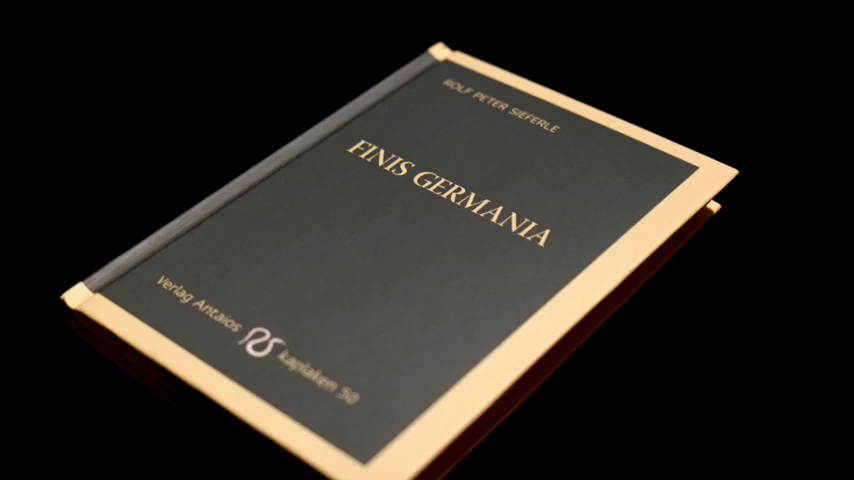 ROLF PETER SIEFERLE
FINIS GERMANIA
Verlag Antaios kaplaken 50